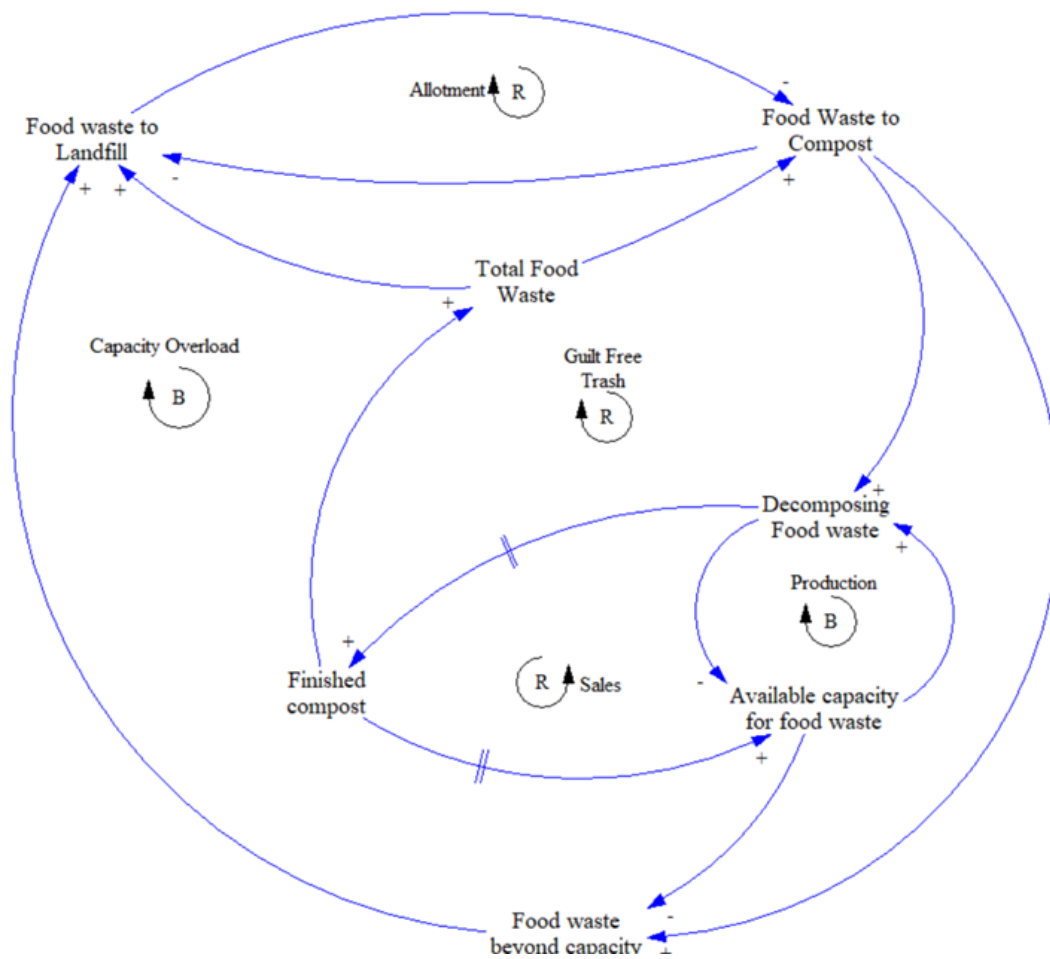 -
Allotment
R
Food waste to
Landfill
Food Waste to
Compost
+
+
-
+
Total Food
Waste
+
Capacity Overload
B
Guilt Free
Trash
R
+
Decomposing
Food waste
+
Production
B
+
Finished
compost
R
Sales
-
Available capacity
for food waste
+
-
Food waste
beyond capacity
+